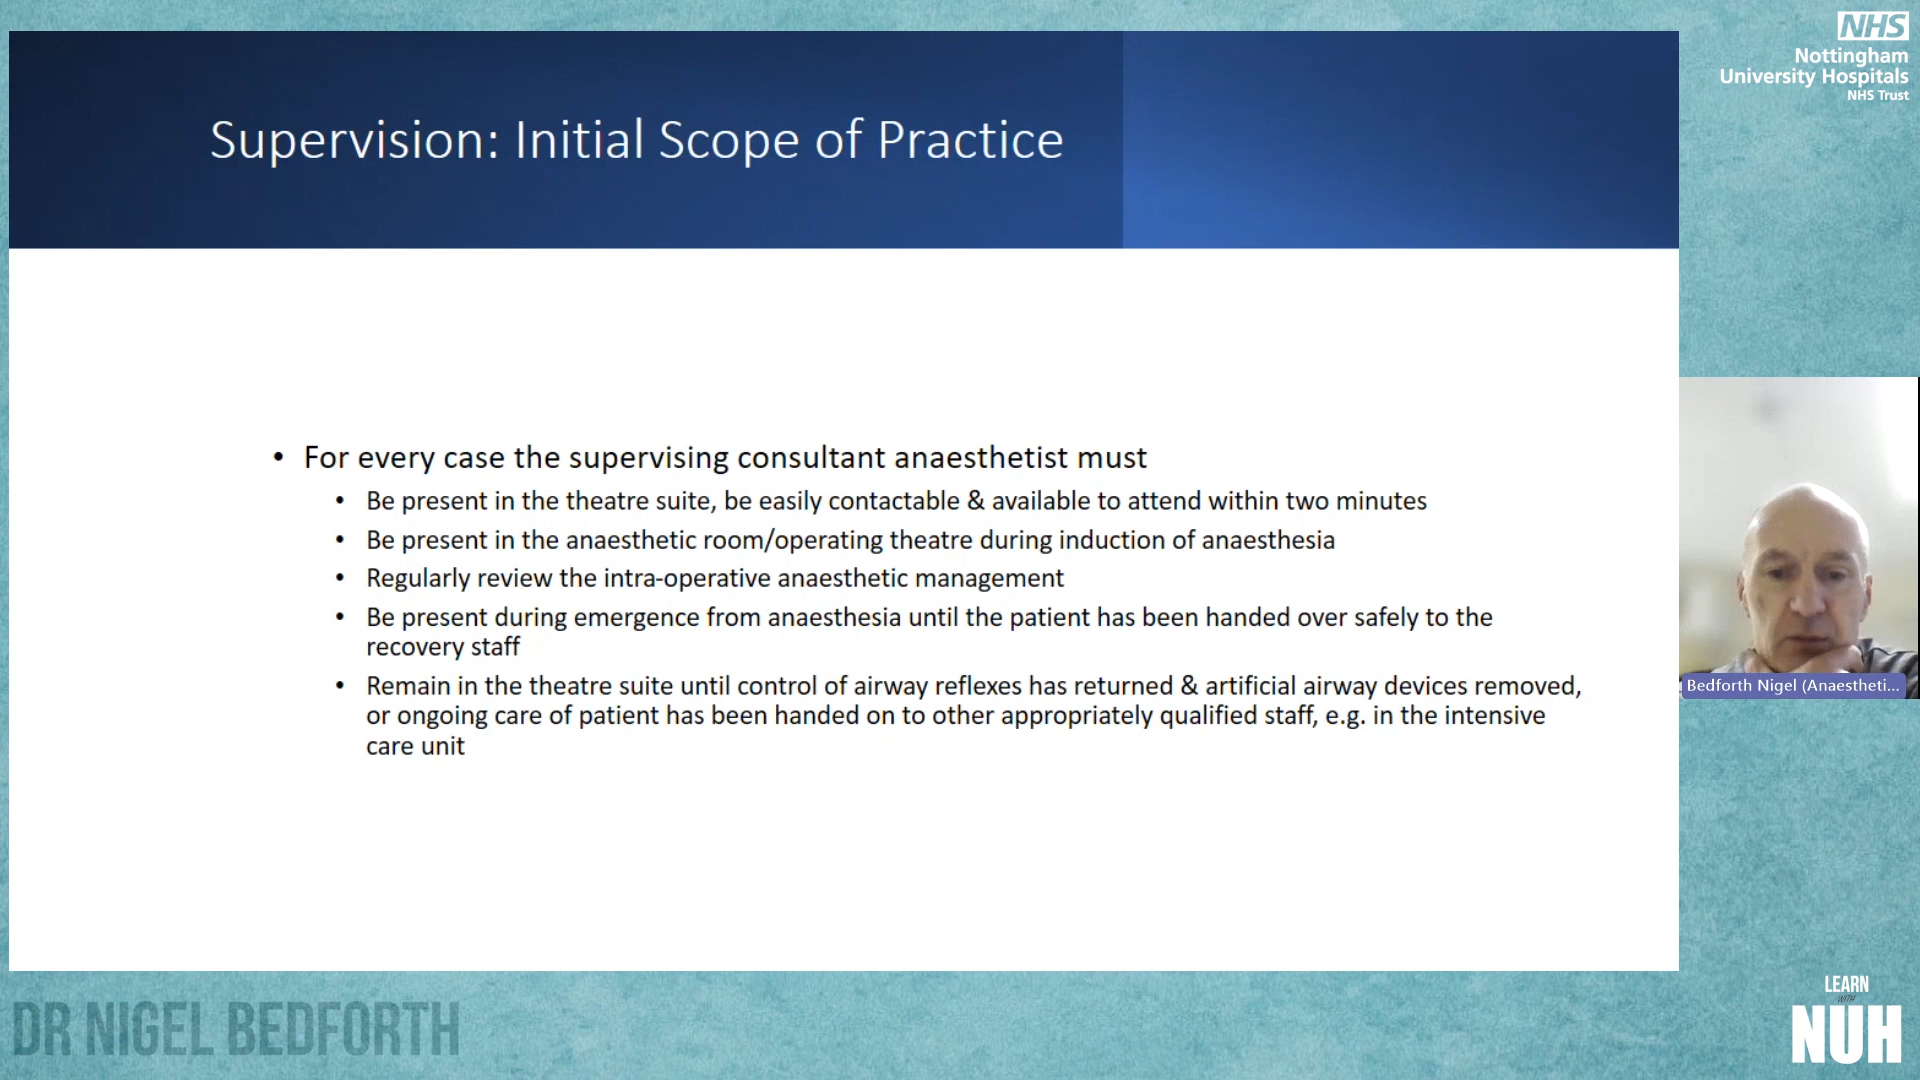 NHS
Nottingham
University Hospitals
NHS Trust
Supervision: Initial Scope of Practice
• For every case the supervising consultant anaesthetist must
• Be present in the theatre suite, be easily contactable & available to attend within two minutes
• Be present in the anaesthetic room/operating theatre during induction of anaesthesia
• Regularly review the intra-operative anaesthetic management
• Be present during emergence from anaesthesia until the patient has been handed over safely to the
recovery staff
• Remain in the theatre suite until control of airway reflexes has returned & artificial airway devices removed,
or ongoing care of patient has been handed on to other appropriately qualified staff, e.g. in the intensive
care unit
Bedforth Nigel (Anaestheti...
DR NIGEL BEDFORTH
LEARN
WITH
NUH